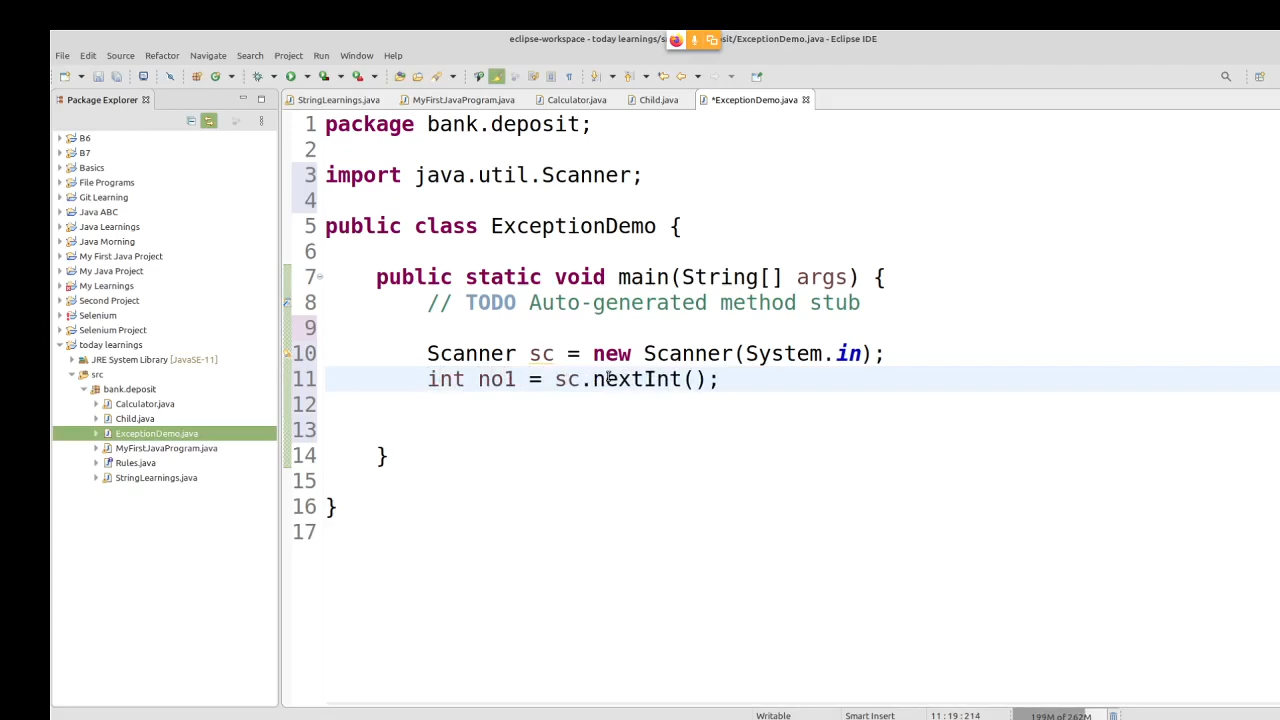 eclipse-workspace - today learnings/s sit/ExceptionDemo.java - Eclipse IDE
File Edit Source Refactor Navigate Search Project Run Window Help
Package Explorer
StringLearnings.java MyFirstJavaProgram.java Calculator.java Child.java *ExceptionDemo.java
B6
B7
Basics
File Programs
Git Learning
Java ABC
Java Learnings
Java Morning
My First Java Project
My Java Project
My Learnings
Second Project
Selenium
Selenium Project
today learnings
JRE System Library [JavaSE-11]
src
bank.deposit
Calculator.java
Child.java
ExceptionDemo.java
MyFirstJavaProgram.java
Rules.java
StringLearnings.java
1 package bank.deposit;
2
3 import java.util.Scanner;
4
5 public class ExceptionDemo {
6
7 public static void main(String[] args) {
8 // TODO Auto-generated method stub
9
10 Scanner sc = new Scanner(System.in);
11 int no1 = sc.nextInt();
12
13
14 }
15
16 }
17
Writable Smart Insert 11:19:214 199M of 262M